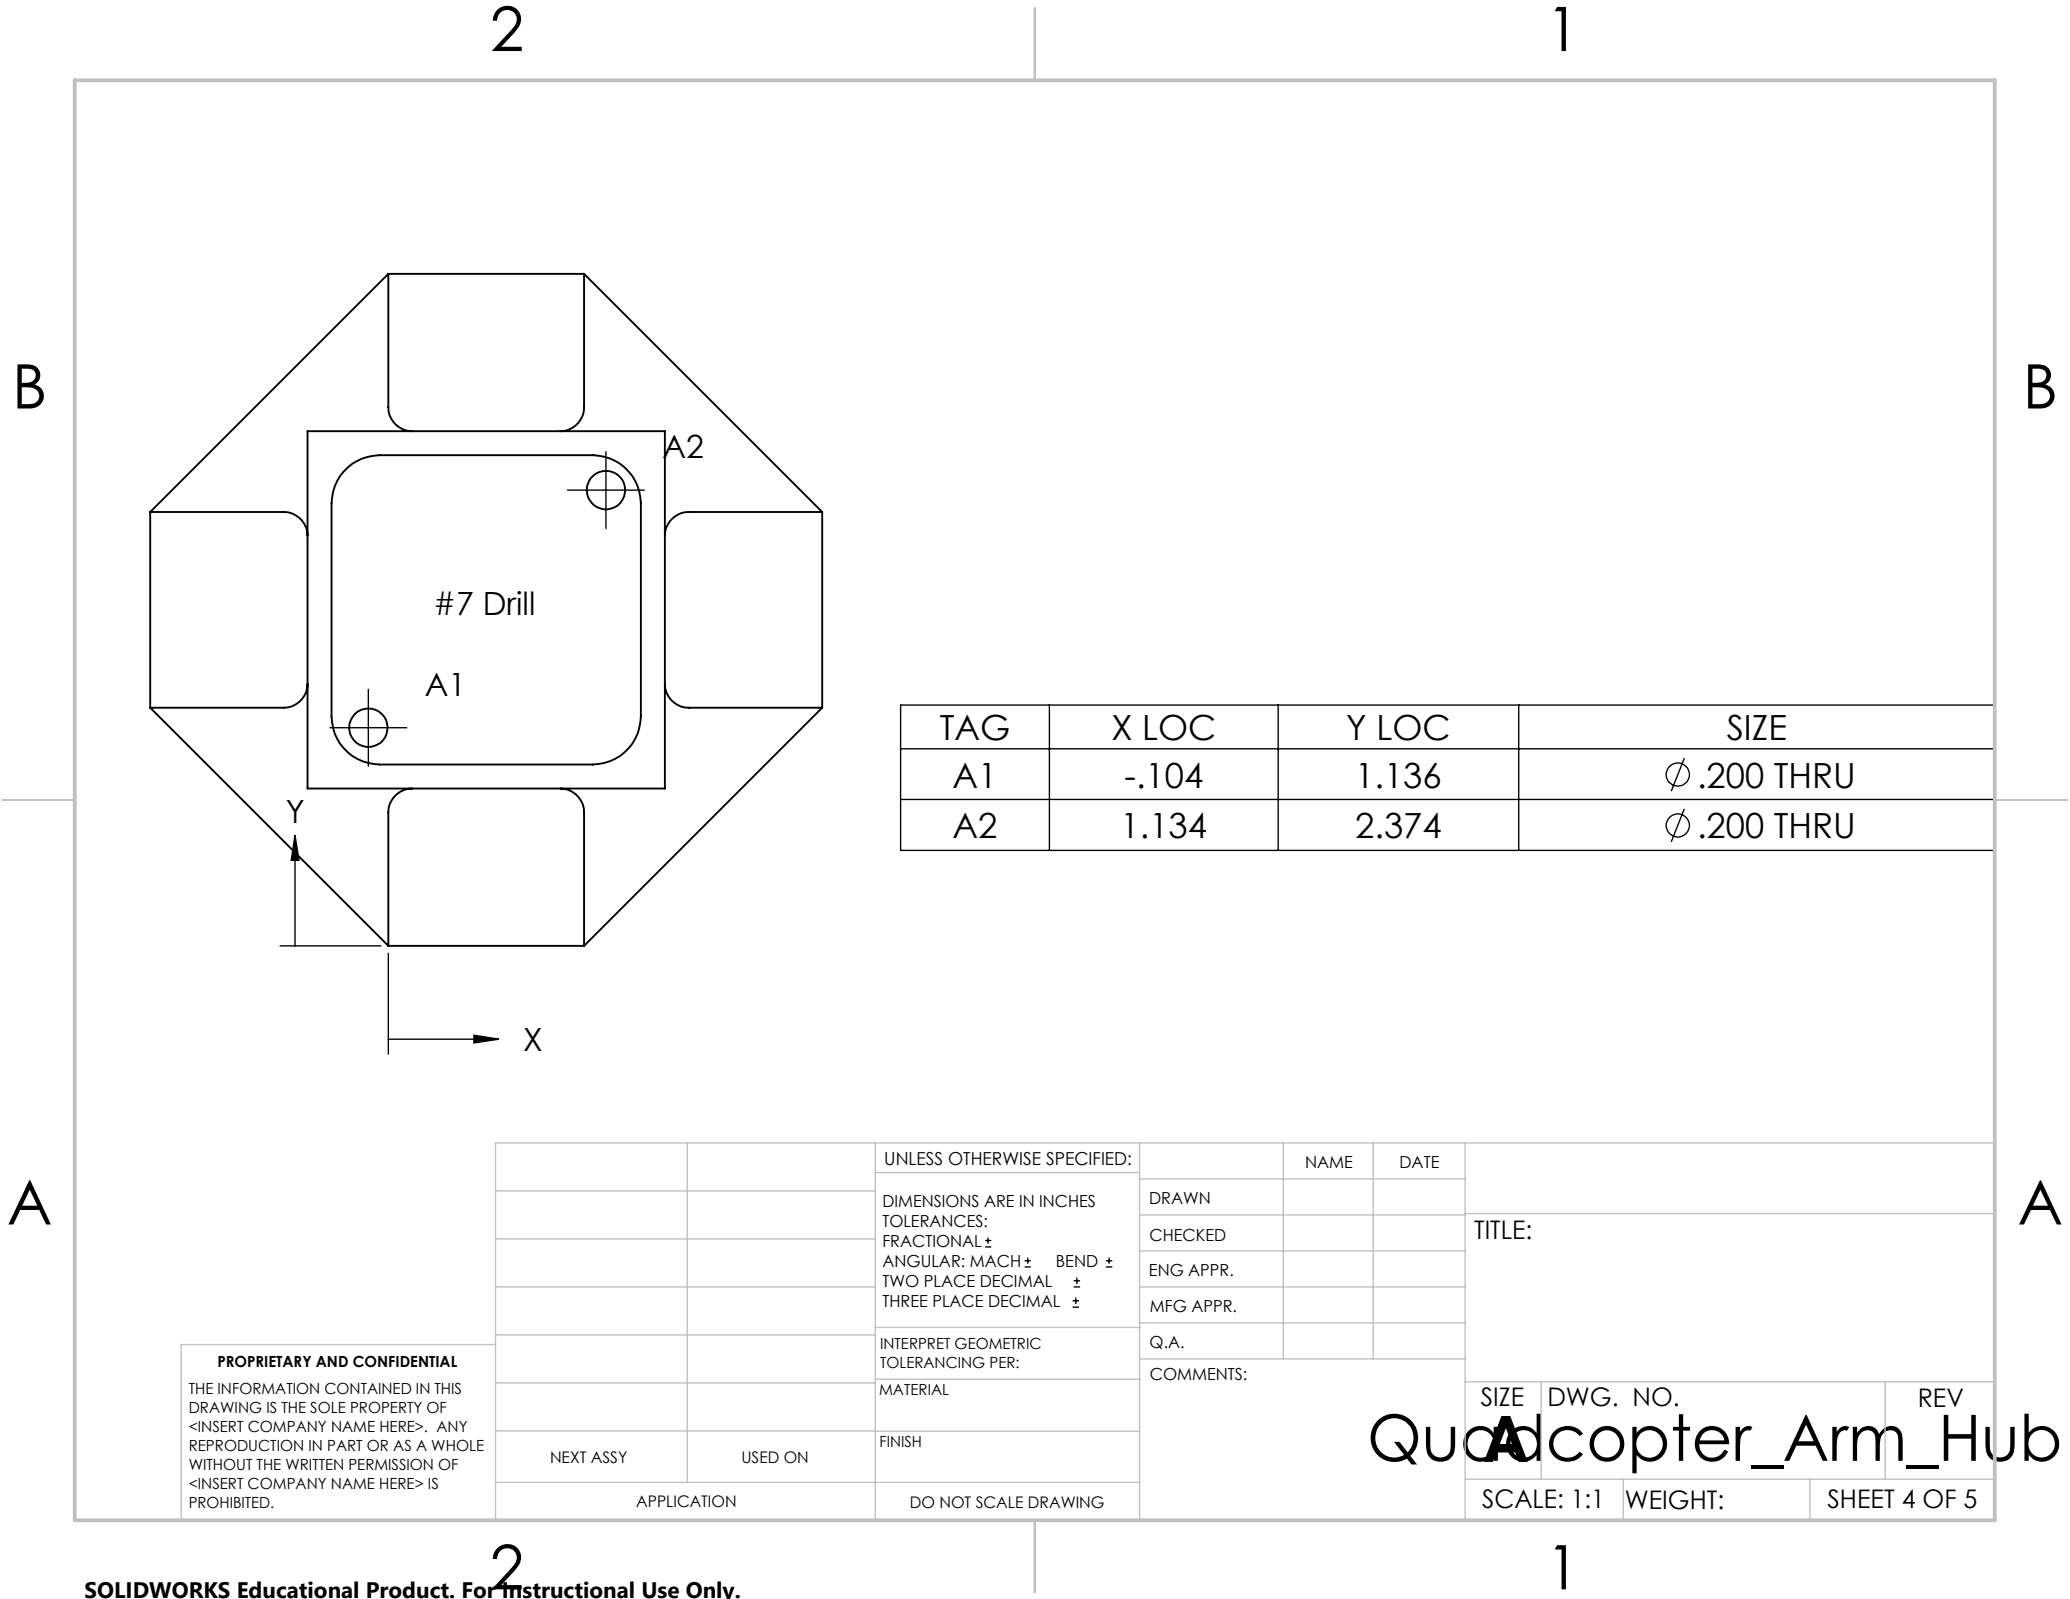 2 1
B B
A2
#7 Drill
A1
TAG X LOC Y LOC SIZE
A1 -.104 1.136 ∅ .200 THRU
A2 1.134 2.374 ∅ .200 THRU
Y
X
A A
UNLESS OTHERWISE SPECIFIED:
DIMENSIONS ARE IN INCHES
TOLERANCES:
FRACTIONAL ±
ANGULAR: MACH ± BEND ±
TWO PLACE DECIMAL ±
THREE PLACE DECIMAL ±
INTERPRET GEOMETRIC
TOLERANCING PER:
MATERIAL
FINISH
DO NOT SCALE DRAWING
NAME DATE
DRAWN
CHECKED
ENG APPR.
MFG APPR.
Q.A.
COMMENTS:
TITLE:
SIZE DWG. NO. REV
A
Quadcopter_Arm_Hub
SCALE: 1:1 WEIGHT: SHEET 4 OF 5
PROPRIETARY AND CONFIDENTIAL
THE INFORMATION CONTAINED IN THIS
DRAWING IS THE SOLE PROPERTY OF
<INSERT COMPANY NAME HERE>. ANY
REPRODUCTION IN PART OR AS A WHOLE
WITHOUT THE WRITTEN PERMISSION OF
<INSERT COMPANY NAME HERE> IS
PROHIBITED.
NEXT ASSY USED ON
APPLICATION
2 1
SOLIDWORKS Educational Product. For Instructional Use Only.